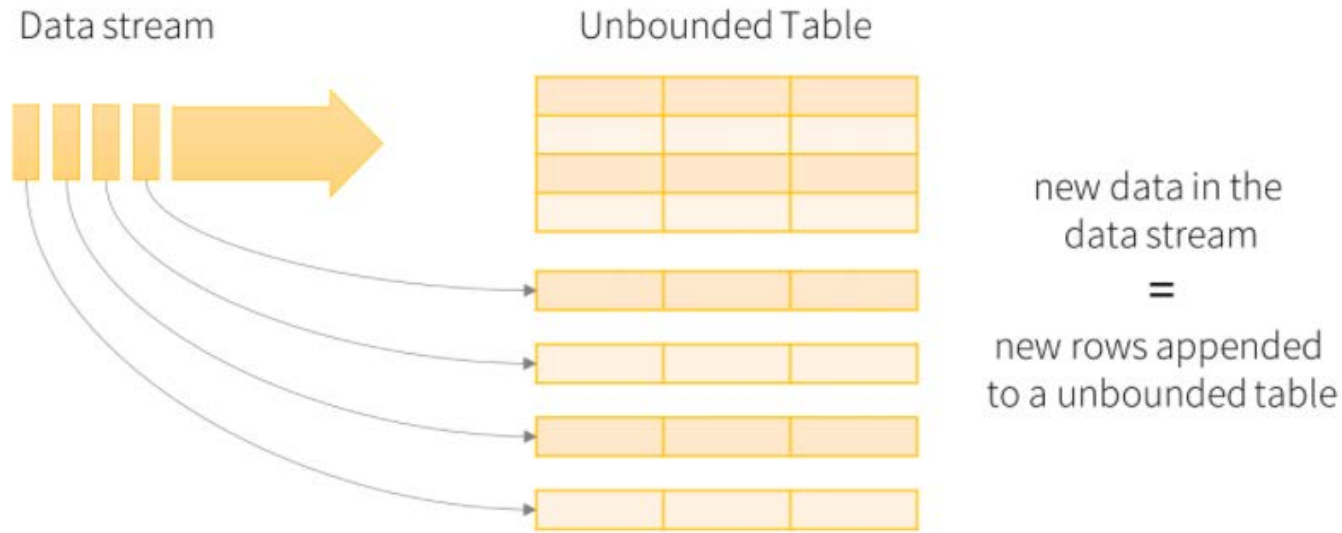 Data stream
Unbounded Table
new data in the
data stream
=
new rows appended
to a unbounded table